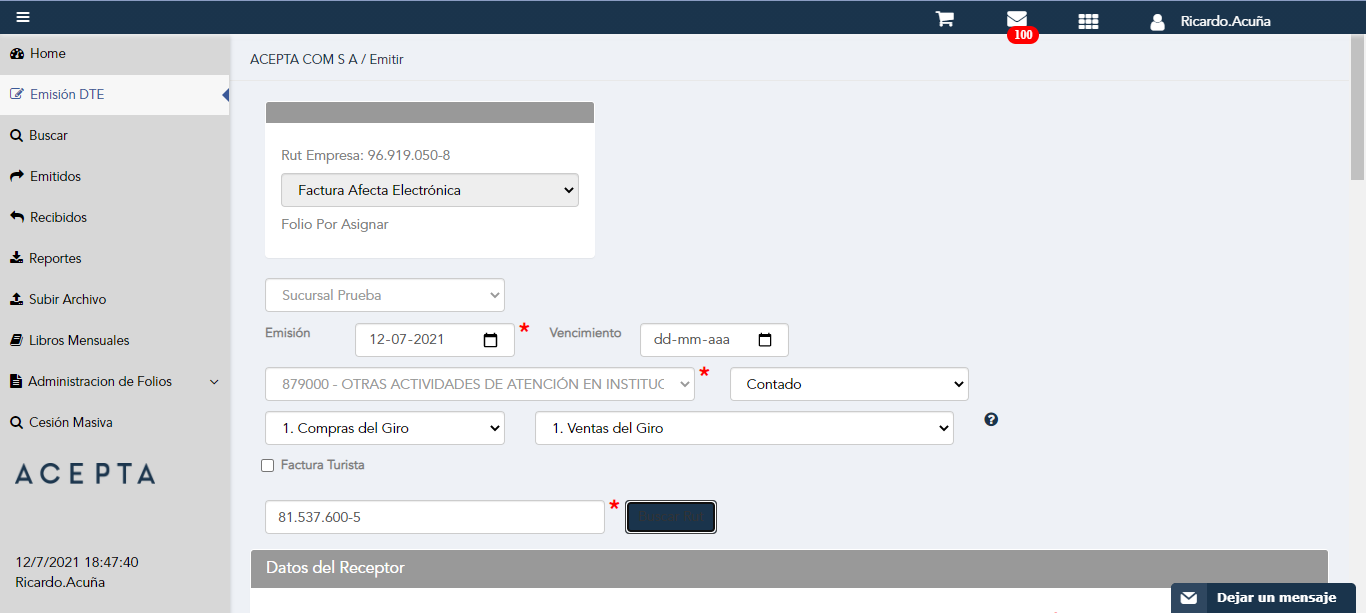 100
Ricardo.Acuña
Home
ACEPTA COM S A / Emitir
Emisión DTE
Buscar
Emitidos
Recibidos
Reportes
Subir Archivo
Libros Mensuales
Administracion de Folios
Cesión Masiva
ACEPTA
12/7/2021 18:47:40
Ricardo.Acuña
Rut Empresa: 96.919.050-8
Factura Afecta Electrónica
Folio Por Asignar
Sucursal Prueba
Emisión 12-07-2021 * Vencimiento dd-mm-aaa
879000 - OTRAS ACTIVIDADES DE ATENCIÓN EN INSTITUC * Contado
1. Compras del Giro 1. Ventas del Giro ?
Factura Turista
81.537.600-5 *
Datos del Receptor
Dejar un mensaje